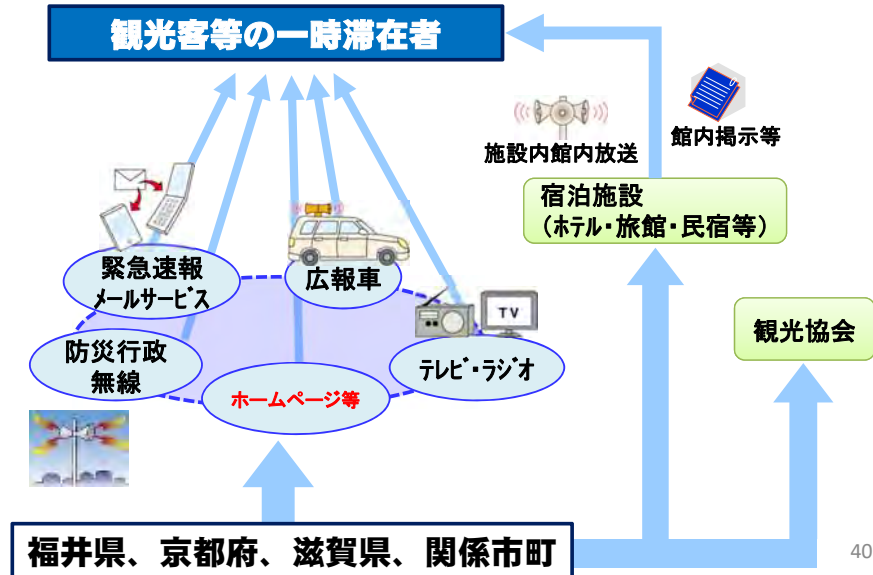 観光客等の一時滞在者
施設内館内放送
館内掲示等
宿泊施設
（ホテル・旅館・民宿等）
緊急速報
メールサービス
広報車
TV
防災行政
無線
テレビ・ラジオ
ホームページ等
観光協会
福井県、京都府、滋賀県、関係市町
40